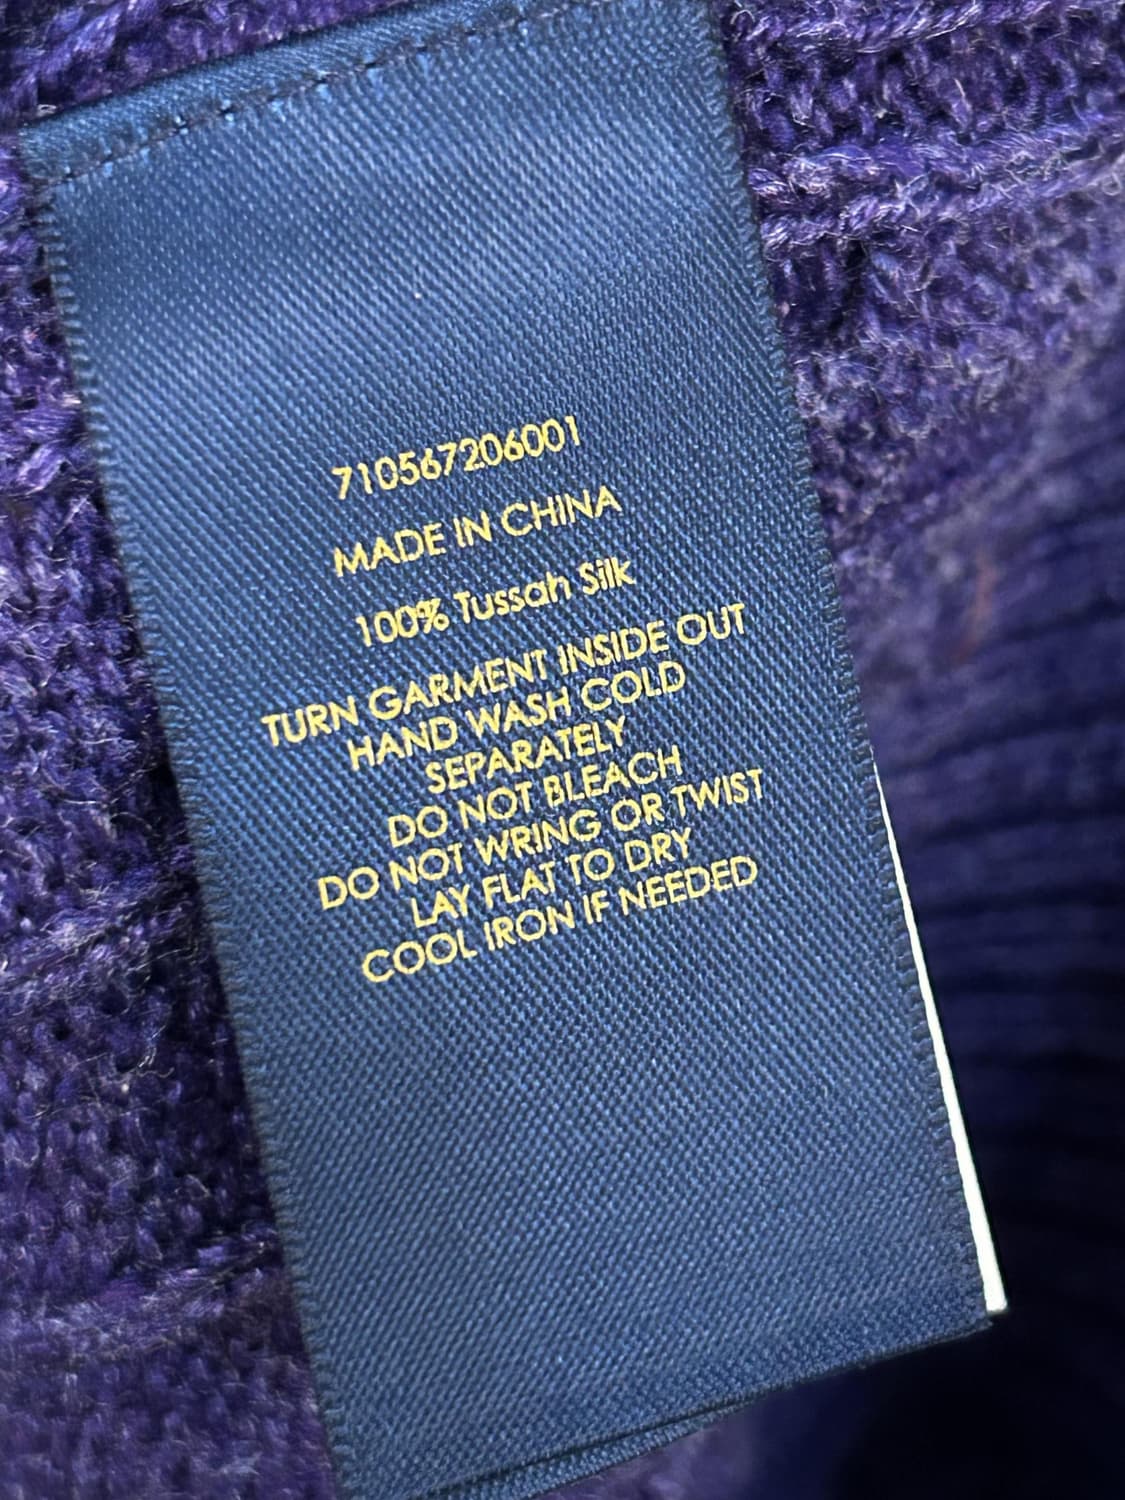 710567206001
MADE IN CHINA
100% Tussah Silk
TURN GARMENT INSIDE OUT
HAND WASH COLD
SEPARATELY
DO NOT BLEACH
DO NOT WRING OR TWIST
LAY FLAT TO DRY
COOL IRON IF NEEDED